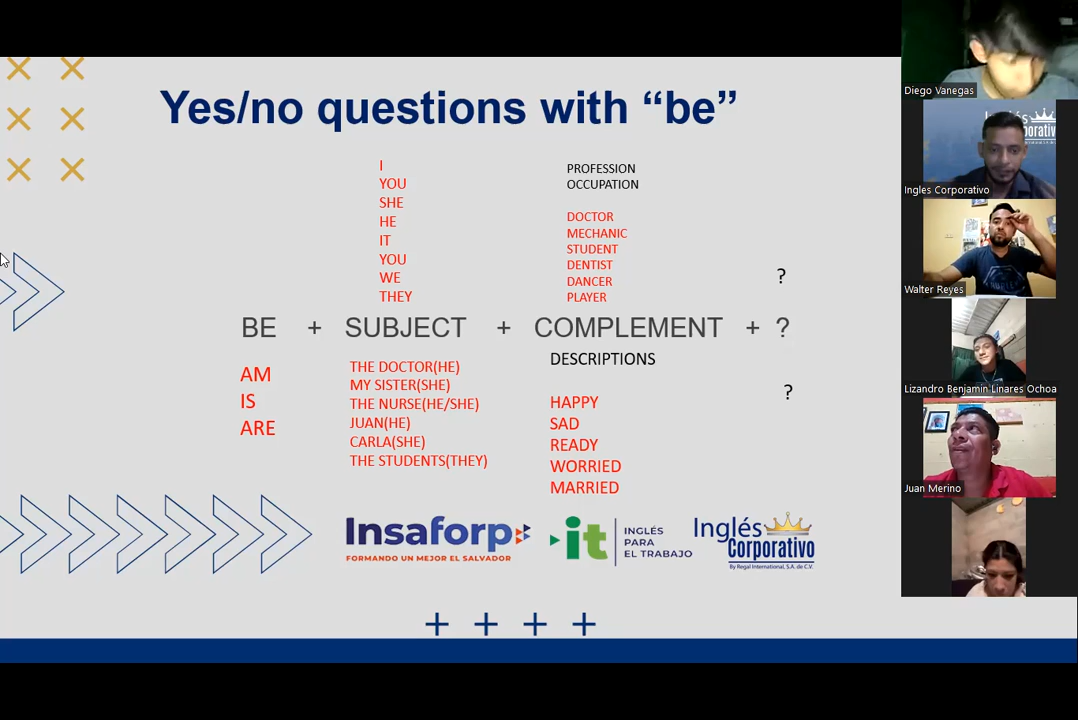 Yes/no questions with “be”
I
YOU
SHE
HE
IT
YOU
WE
THEY
PROFESSION
OCCUPATION
DOCTOR
MECHANIC
STUDENT
DENTIST
DANCER
PLAYER
?
BE + SUBJECT + COMPLEMENT + ?
AM
IS
ARE
THE DOCTOR(HE)
MY SISTER(SHE)
THE NURSE(HE/SHE)
JUAN(HE)
CARLA(SHE)
THE STUDENTS(THEY)
DESCRIPTIONS
HAPPY
SAD
READY
WORRIED
MARRIED
?
Insaforp
FORMANDO UN MEJOR EL SALVADOR
it
INGLÉS
PARA
EL TRABAJO
Inglés
Corporativo
By Regal International, S.A. de C.V.
Diego Vanegas
Ingles Corporativo
Walter Reyes
Lizandro Benjamin Linares Ochoa
Juan Merino